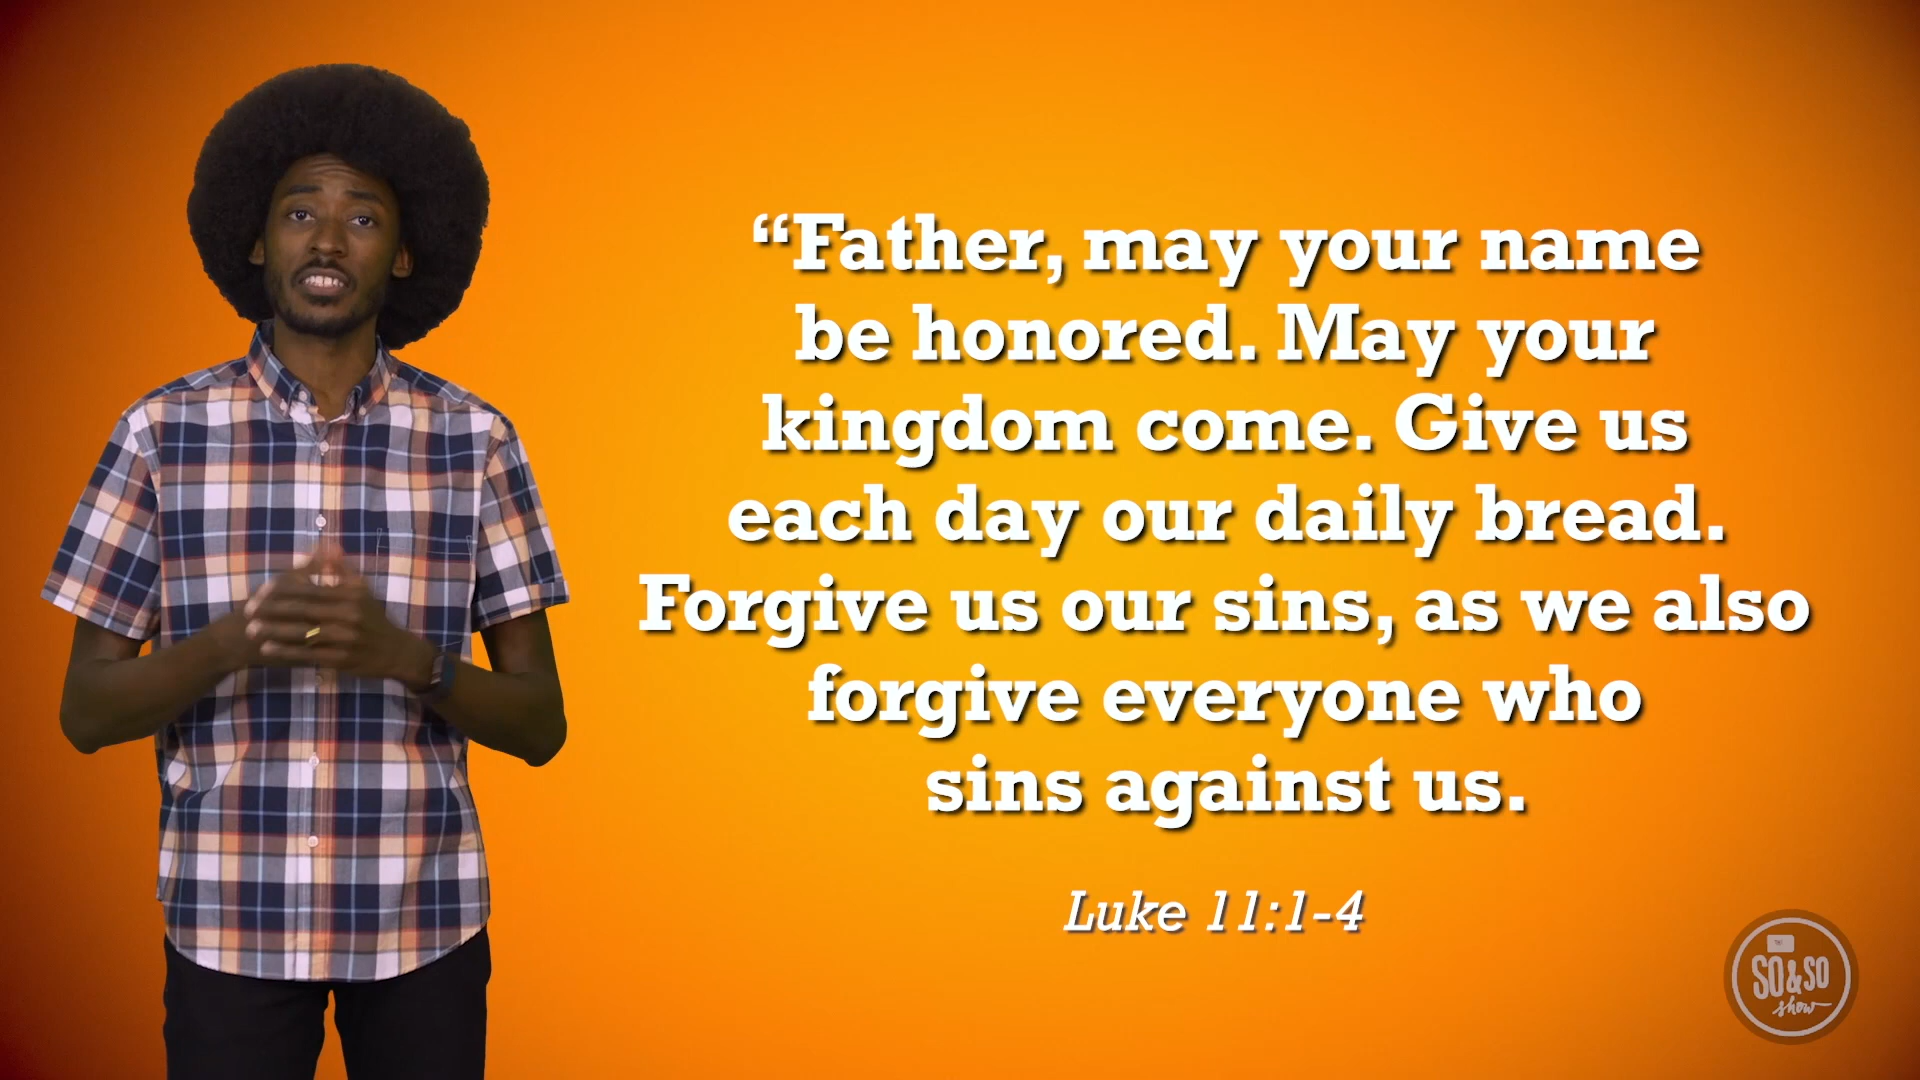 “Father, may your name
be honored. May your
kingdom come. Give us
each day our daily bread.
Forgive us our sins, as we also
forgive everyone who
sins against us.
Luke 11:1-4
SO&SO
show